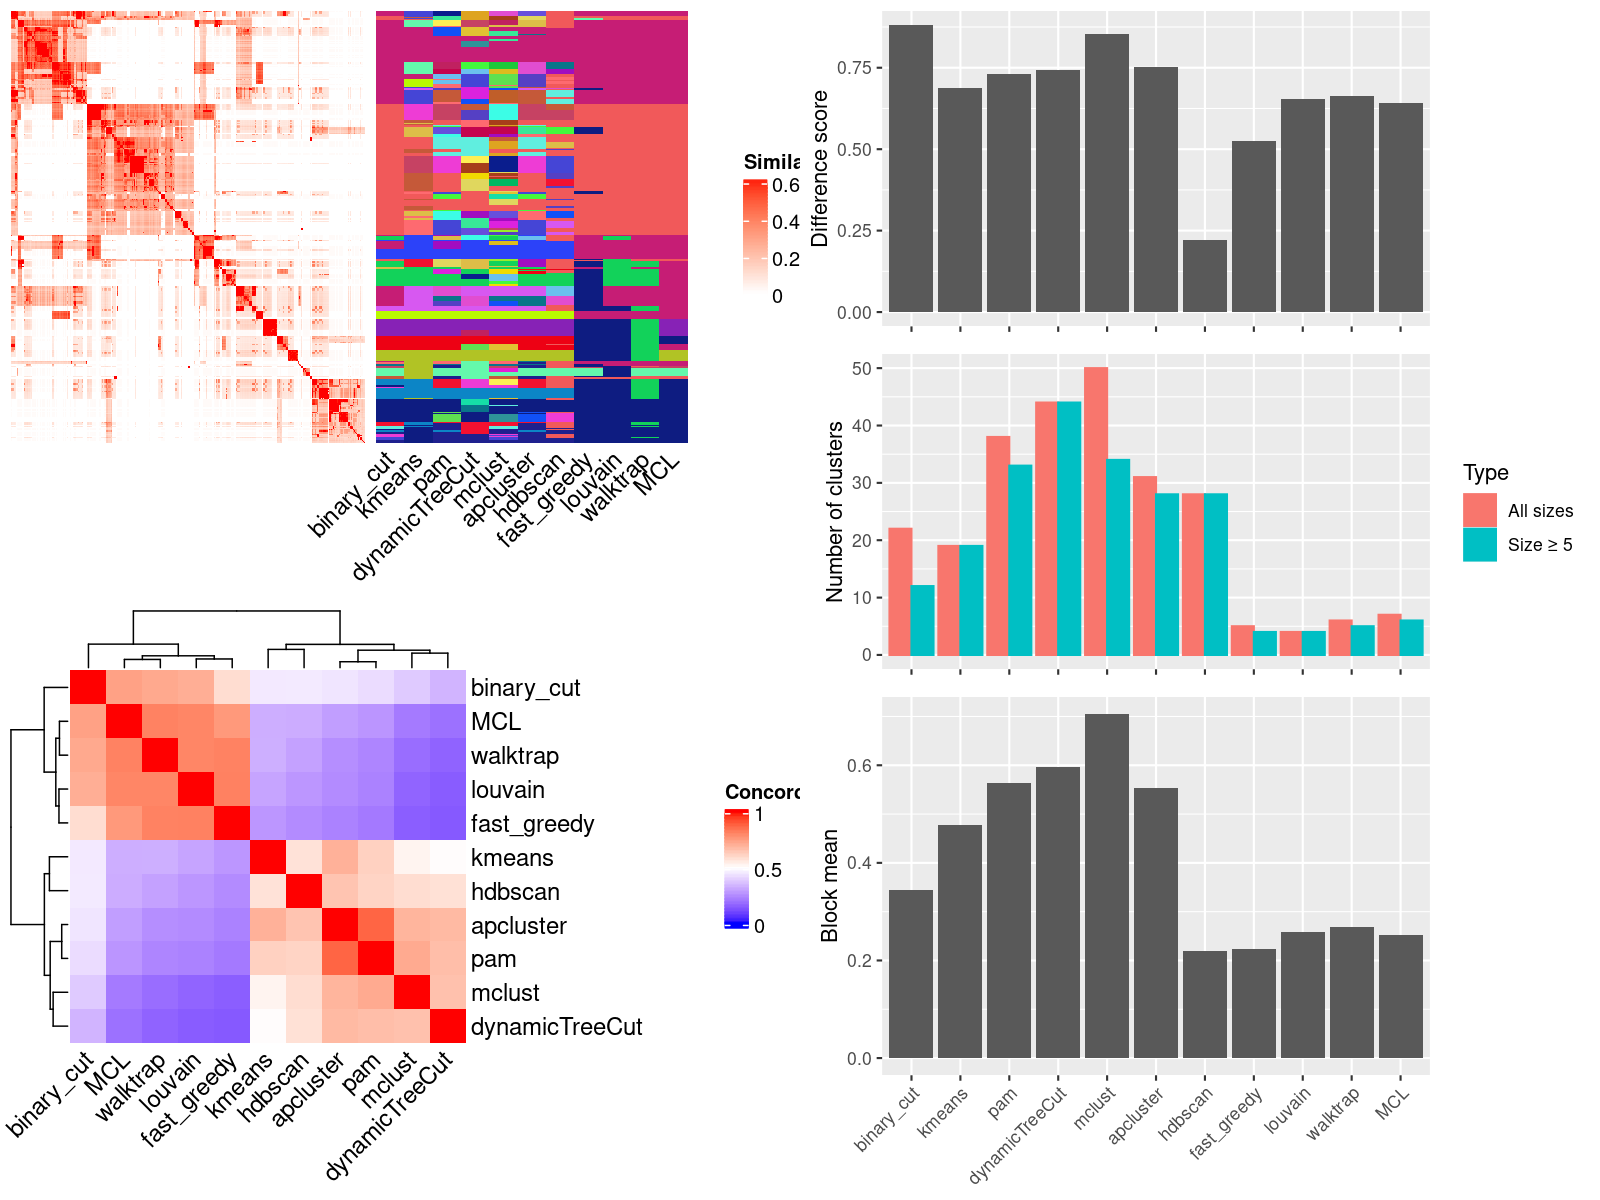 Simila
0.6
0.4
0.2
0
binary_cut
kmeans
pam
dynamicTreeCut
mclust
apcluster
hdbscan
fast_greedy
louvain
walktrap
MCL
binary_cut
MCL
walktrap
louvain
fast_greedy
kmeans
hdbscan
apcluster
pam
mclust
dynamicTreeCut
binary_cut
MCL
walktrap
louvain
fast_greedy
kmeans
hdbscan
apcluster
pam
mclust
dynamicTreeCut
Concord
1
0.5
0
Difference score
0.75
0.50
0.25
0.00
Number of clusters
50
40
30
20
10
0
Type
All sizes
Size ≥ 5
Block mean
0.6
0.4
0.2
0.0
binary_cut
kmeans
pam
dynamicTreeCut
mclust
apcluster
hdbscan
fast_greedy
louvain
walktrap
MCL